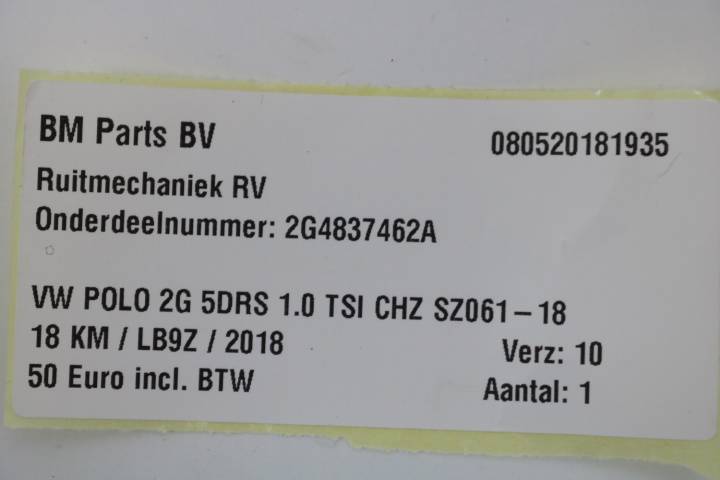 BM Parts BV 080520181935
Ruitmechaniek RV
Onderdeelnummer: 2G4837462A
VW POLO 2G 5DRS 1.0 TSI CHZ SZ061-18
18 KM / LB9Z / 2018 Verz: 10
50 Euro incl. BTW Aantal: 1